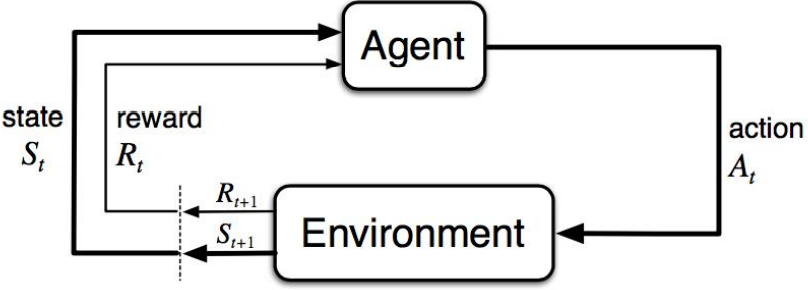 Agent
state
S_t
reward
R_t
action
A_t
R_{t+1}
S_{t+1}
Environment